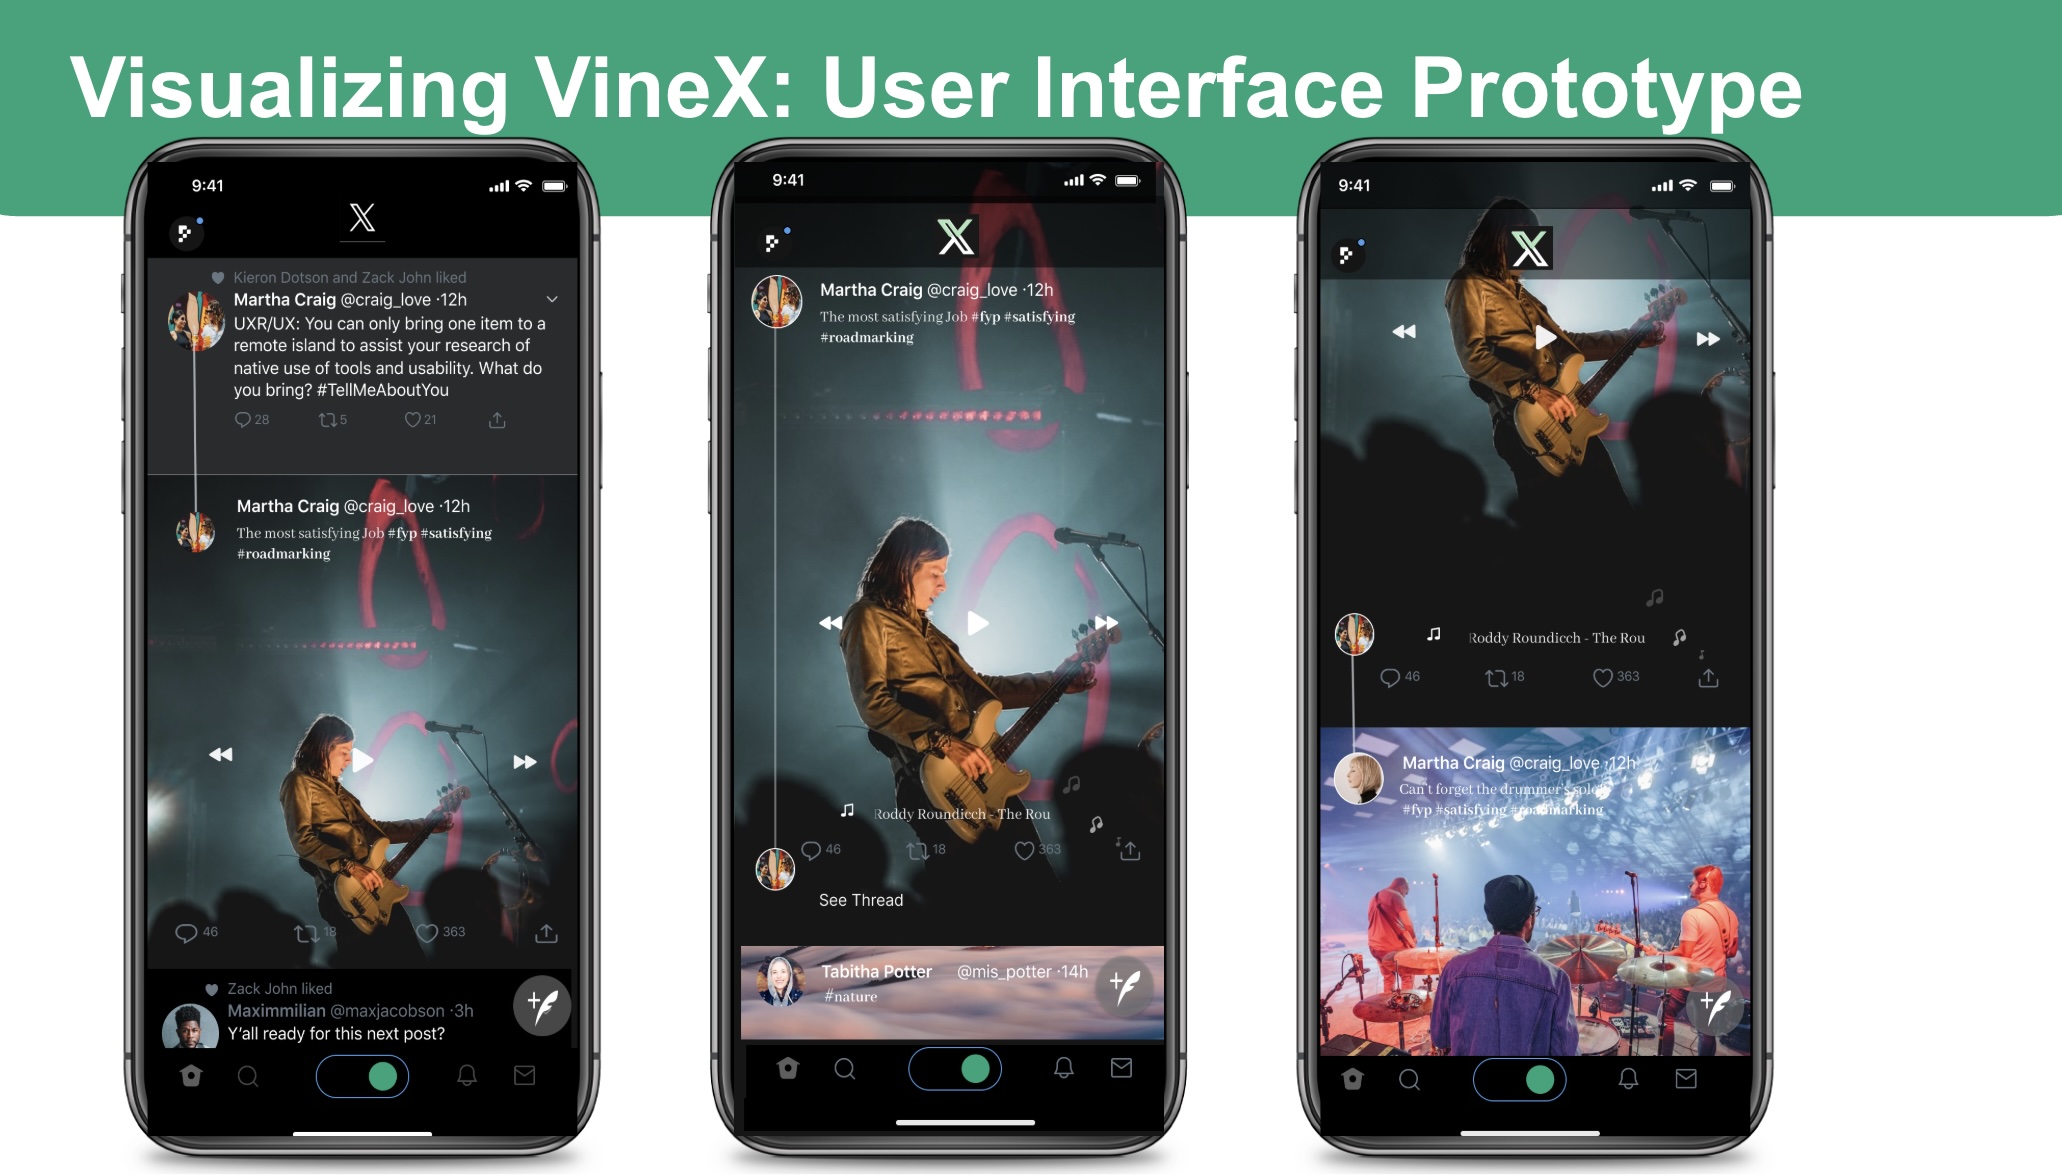 Visualizing VineX: User Interface Prototype
9:41
Kieron Dotson and Zack John liked
Martha Craig @craig_love ·12h
UXR/UX: You can only bring one item to a
remote island to assist your research of
native use of tools and usability. What do
you bring? #TellMeAboutYou
28 5 21
Martha Craig @craig_love ·12h
The most satisfying Job #fyp #satisfying
#roadmarking
46 18 363
Zack John liked
Maximmilian @maxjacobson ·3h
Y'all ready for this next post?
9:41
Martha Craig @craig_love ·12h
The most satisfying Job #fyp #satisfying
#roadmarking
Roddy Roundicch - The Rou
46 18 363
See Thread
Tabitha Potter @mis_potter ·14h
#nature
9:41
Roddy Roundicch - The Rou
46 18 363
Martha Craig @craig_love ·12h
Can't forget the drummer's solo
#fyp #satisfying #roadmarking